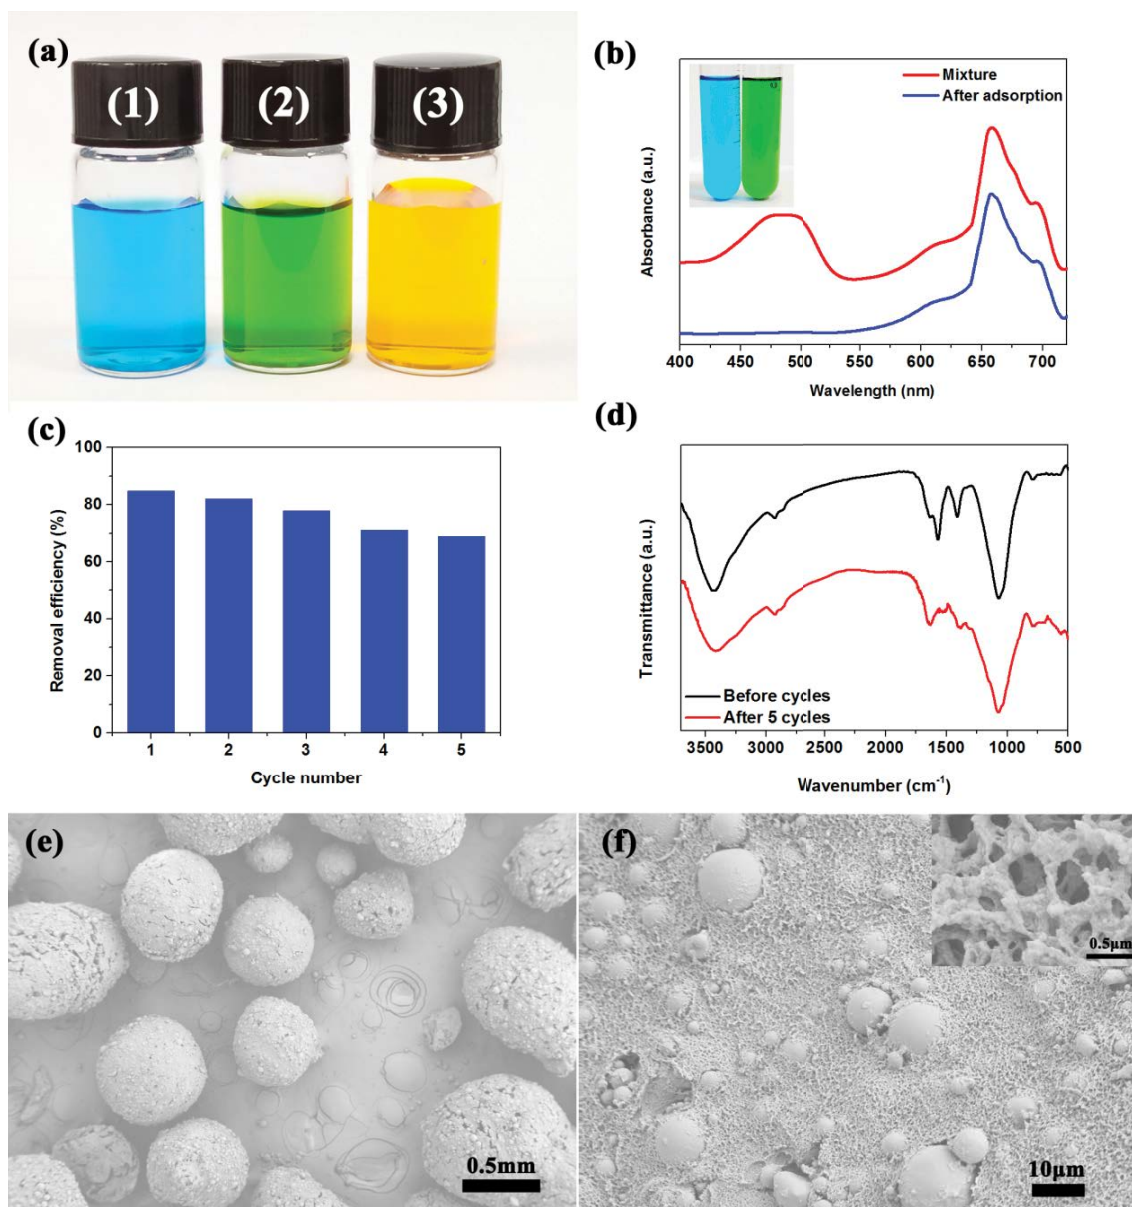 (a)
(1)
(2)
(3)
(b)
Mixture
After adsorption
Absorbance (a.u.)
400 450 500 550 600 650 700
Wavelength (nm)
(c)
100
80
60
40
20
0
Removal efficiency (%)
1 2 3 4 5
Cycle number
(d)
Transmittance (a.u.)
Before cycles
After 5 cycles
3500 3000 2500 2000 1500 1000 500
Wavenumber (cm⁻¹)
(e)
0.5mm
(f)
0.5μm
10μm